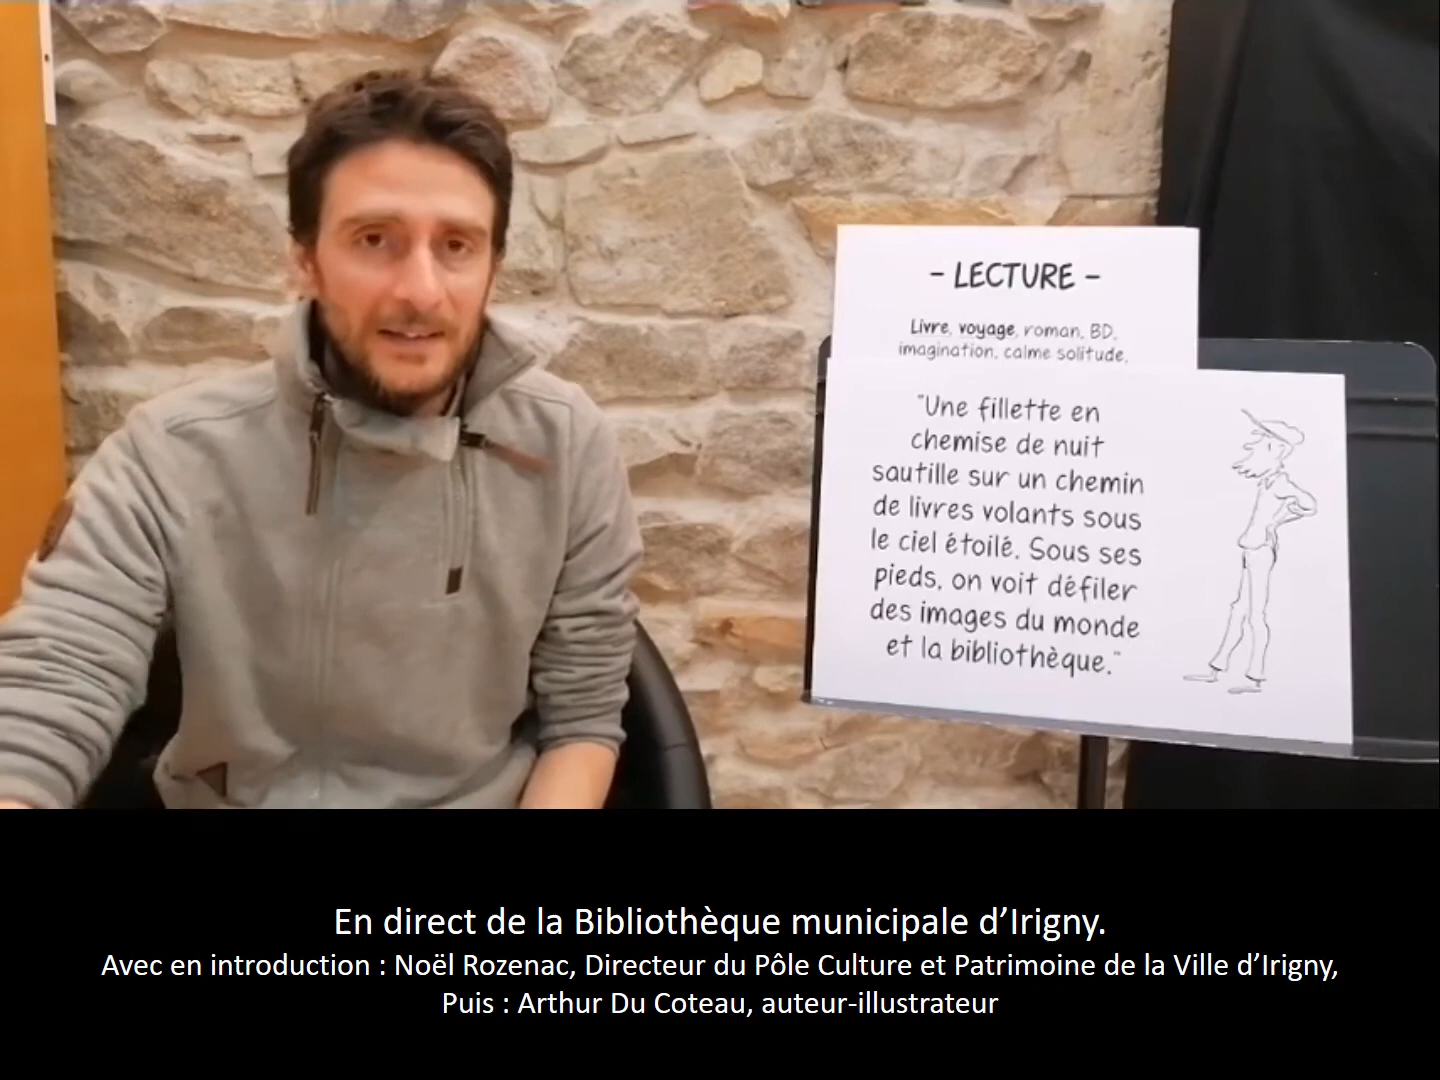 - LECTURE -
Livre, voyage, roman, BD,
imagination, calme solitude,
"Une fillette en
chemise de nuit
sautille sur un chemin
de livres volants sous
le ciel étoilé. Sous ses
pieds, on voit défiler
des images du monde
et la bibliothèque."
En direct de la Bibliothèque municipale d’Irigny.
Avec en introduction : Noël Rozenac, Directeur du Pôle Culture et Patrimoine de la Ville d’Irigny,
Puis : Arthur Du Coteau, auteur-illustrateur